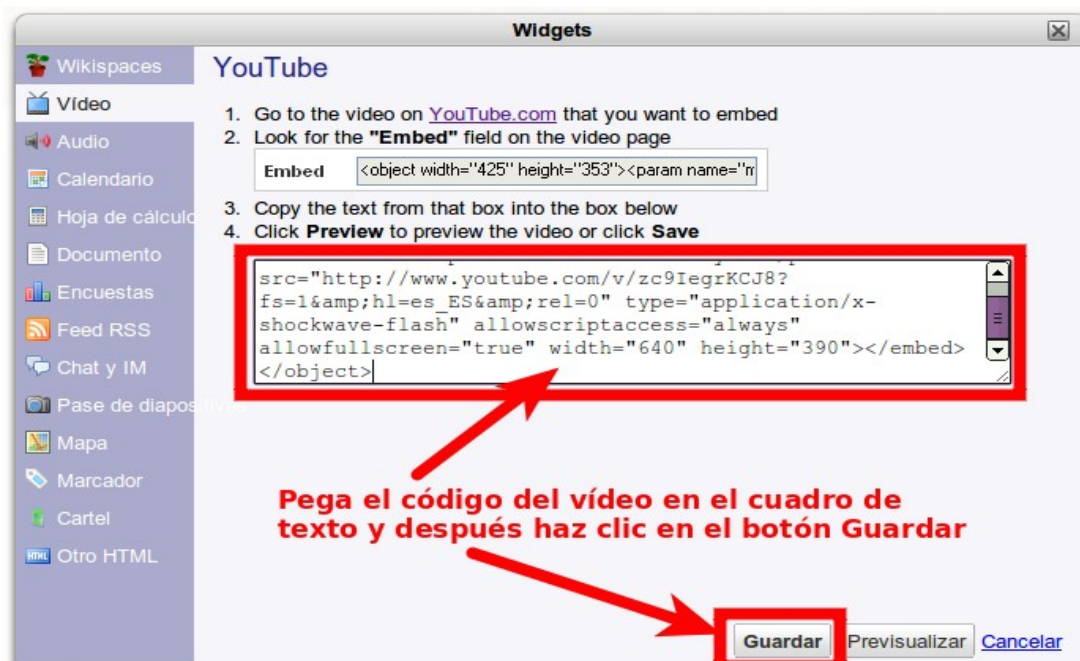 Widgets
Wikispaces
Vídeo
Audio
Calendario
Hoja de cálculo
Documento
Encuestas
Feed RSS
Chat y IM
Pase de diapositivas
Mapa
Marcador
Cartel
HTML Otro HTML
YouTube
1. Go to the video on YouTube.com that you want to embed
2. Look for the "Embed" field on the video page
Embed <object width="425" height="353"><param name="m
3. Copy the text from that box into the box below
4. Click Preview to preview the video or click Save
src="http://www.youtube.com/v/zc9IegrKCJ8?
fs=1&amp;hl=es_ES&amp;rel=0" type="application/x-
shockwave-flash" allowscriptaccess="always"
allowfullscreen="true" width="640" height="390"></embed>
</object>
Pega el código del vídeo en el cuadro de
texto y después haz clic en el botón Guardar
Guardar Previsualizar Cancelar